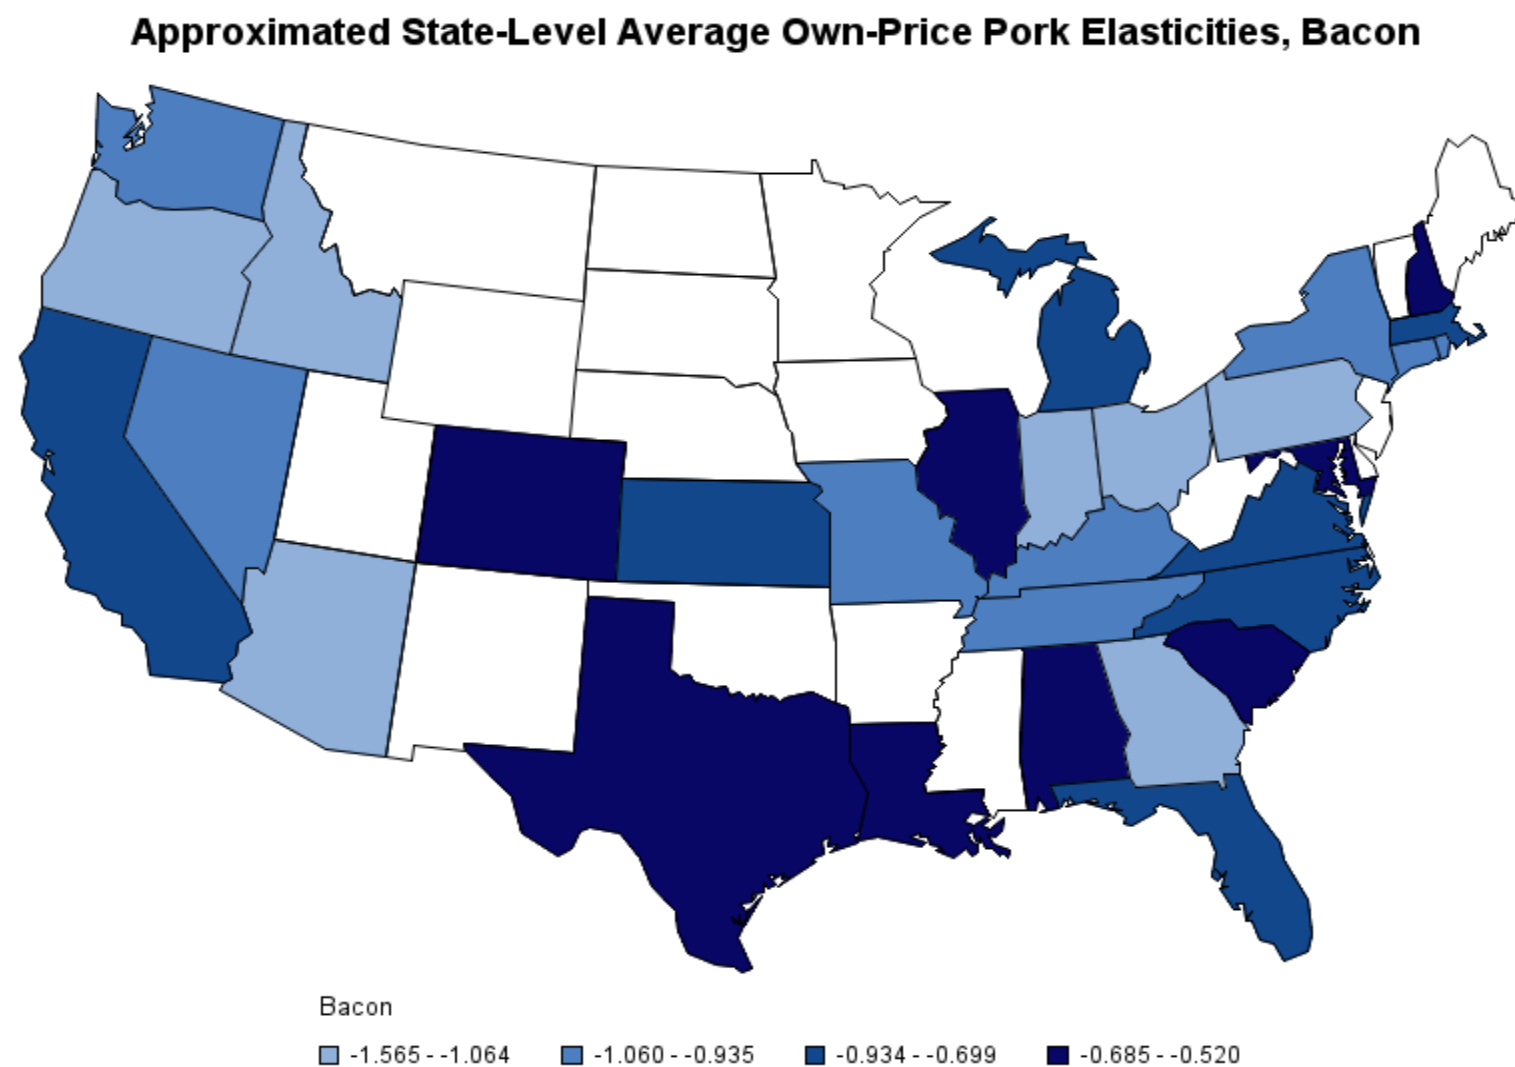 Approximated State-Level Average Own-Price Pork Elasticities, Bacon
Bacon
-1.565 - -1.064 -1.060 - -0.935 -0.934 - -0.699 -0.685 - -0.520